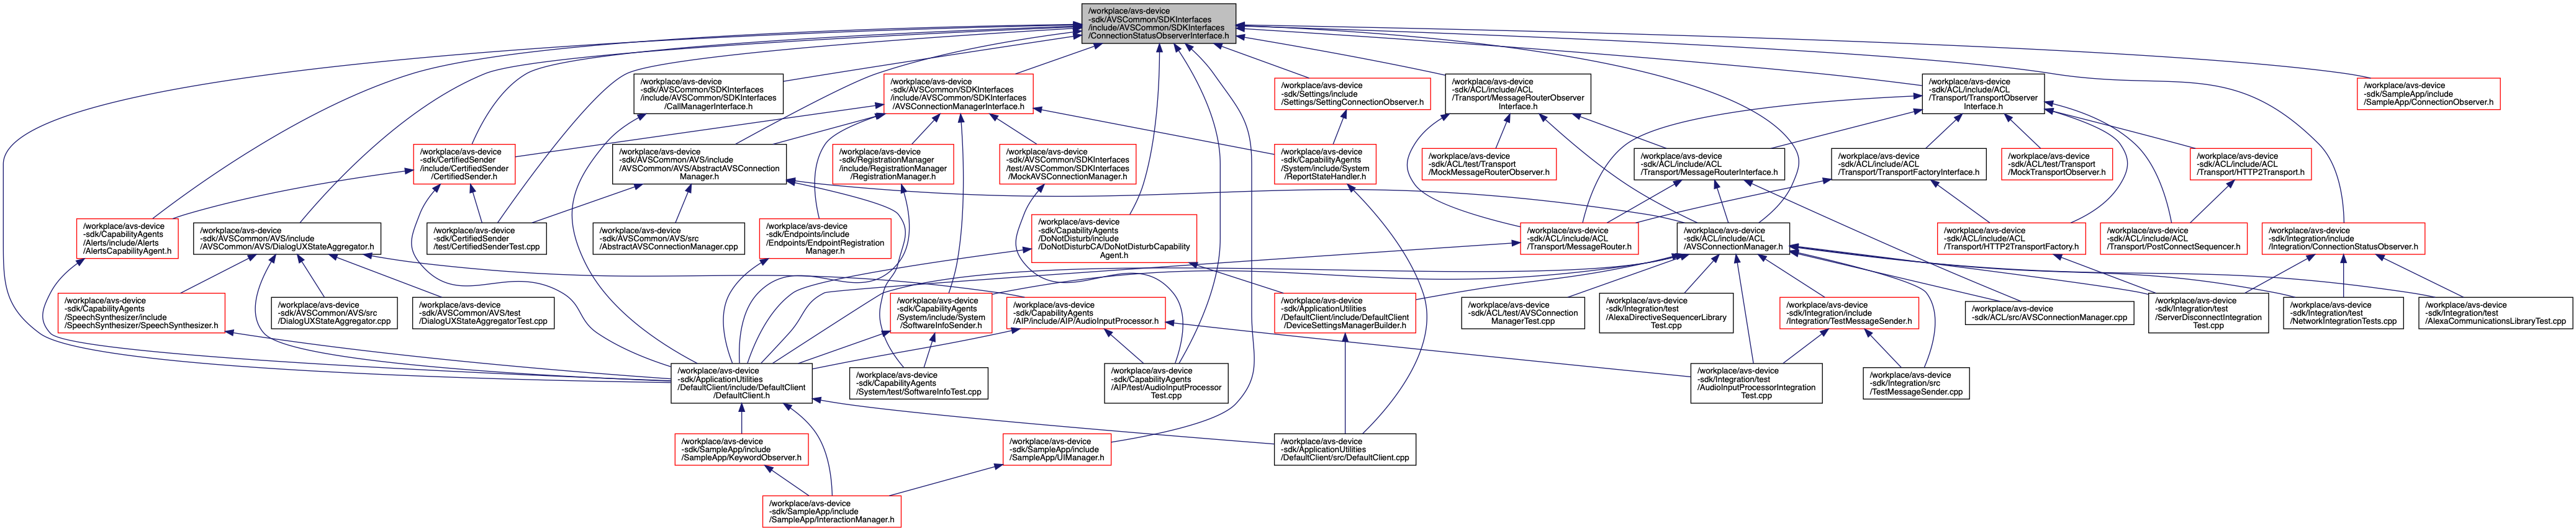 /workplace/avs-device
-sdk/AVSCommon/SDKInterfaces
/include/AVSCommon/SDKInterfaces
/ConnectionStatusObserverInterface.h
/workplace/avs-device
-sdk/AVSCommon/SDKInterfaces
/include/AVSCommon/SDKInterfaces
/CallManagerInterface.h
/workplace/avs-device
-sdk/AVSCommon/SDKInterfaces
/include/AVSCommon/SDKInterfaces
/AVSConnectionManagerInterface.h
/workplace/avs-device
-sdk/Settings/include
/Settings/SettingConnectionObserver.h
/workplace/avs-device
-sdk/ACL/include/ACL
/Transport/MessageRouterObserver
Interface.h
/workplace/avs-device
-sdk/ACL/include/ACL
/Transport/TransportObserver
Interface.h
/workplace/avs-device
-sdk/SampleApp/include
/SampleApp/ConnectionObserver.h
/workplace/avs-device
-sdk/CertifiedSender
/include/CertifiedSender
/CertifiedSender.h
/workplace/avs-device
-sdk/AVSCommon/AVS/include
/AVSCommon/AVS/AbstractAVSConnection
Manager.h
/workplace/avs-device
-sdk/RegistrationManager
/include/RegistrationManager
/RegistrationManager.h
/workplace/avs-device
-sdk/AVSCommon/SDKInterfaces
/test/AVSCommon/SDKInterfaces
/MockAVSConnectionManager.h
/workplace/avs-device
-sdk/CapabilityAgents
/System/include/System
/ReportStateHandler.h
/workplace/avs-device
-sdk/ACL/test/Transport
/MockMessageRouterObserver.h
/workplace/avs-device
-sdk/ACL/include/ACL
/Transport/MessageRouterInterface.h
/workplace/avs-device
-sdk/ACL/include/ACL
/Transport/TransportFactoryInterface.h
/workplace/avs-device
-sdk/ACL/test/Transport
/MockTransportObserver.h
/workplace/avs-device
-sdk/ACL/include/ACL
/Transport/HTTP2Transport.h
/workplace/avs-device
-sdk/CapabilityAgents
/Alerts/include/Alerts
/AlertsCapabilityAgent.h
/workplace/avs-device
-sdk/AVSCommon/AVS/include
/AVSCommon/AVS/DialogUXStateAggregator.h
/workplace/avs-device
-sdk/CertifiedSender
/test/CertifiedSenderTest.cpp
/workplace/avs-device
-sdk/AVSCommon/AVS/src
/AbstractAVSConnectionManager.cpp
/workplace/avs-device
-sdk/Endpoints/include
/Endpoints/EndpointRegistration
Manager.h
/workplace/avs-device
-sdk/CapabilityAgents
/DoNotDisturb/include
/DoNotDisturbCA/DoNotDisturbCapability
Agent.h
/workplace/avs-device
-sdk/ACL/include/ACL
/Transport/MessageRouter.h
/workplace/avs-device
-sdk/ACL/include/ACL
/AVSConnectionManager.h
/workplace/avs-device
-sdk/ACL/include/ACL
/Transport/HTTP2TransportFactory.h
/workplace/avs-device
-sdk/ACL/include/ACL
/Transport/PostConnectSequencer.h
/workplace/avs-device
-sdk/Integration/include
/Integration/ConnectionStatusObserver.h
/workplace/avs-device
-sdk/CapabilityAgents
/SpeechSynthesizer/include
/SpeechSynthesizer/SpeechSynthesizer.h
/workplace/avs-device
-sdk/AVSCommon/AVS/src
/DialogUXStateAggregator.cpp
/workplace/avs-device
-sdk/AVSCommon/AVS/test
/DialogUXStateAggregatorTest.cpp
/workplace/avs-device
-sdk/CapabilityAgents
/System/include/System
/SoftwareInfoSender.h
/workplace/avs-device
-sdk/CapabilityAgents
/AIP/include/AIP/AudioInputProcessor.h
/workplace/avs-device
-sdk/ApplicationUtilities
/DefaultClient/include/DefaultClient
/DeviceSettingsManagerBuilder.h
/workplace/avs-device
-sdk/ACL/test/AVSConnection
ManagerTest.cpp
/workplace/avs-device
-sdk/Integration/test
/AlexaDirectiveSequencerLibrary
Test.cpp
/workplace/avs-device
-sdk/Integration/include
/Integration/TestMessageSender.h
/workplace/avs-device
-sdk/ACL/src/AVSConnectionManager.cpp
/workplace/avs-device
-sdk/Integration/test
/ServerDisconnectIntegration
Test.cpp
/workplace/avs-device
-sdk/Integration/test
/NetworkIntegrationTests.cpp
/workplace/avs-device
-sdk/Integration/test
/AlexaCommunicationsLibraryTest.cpp
/workplace/avs-device
-sdk/ApplicationUtilities
/DefaultClient/include/DefaultClient
/DefaultClient.h
/workplace/avs-device
-sdk/CapabilityAgents
/System/test/SoftwareInfoTest.cpp
/workplace/avs-device
-sdk/CapabilityAgents
/AIP/test/AudioInputProcessor
Test.cpp
/workplace/avs-device
-sdk/Integration/test
/AudioInputProcessorIntegration
Test.cpp
/workplace/avs-device
-sdk/Integration/src
/TestMessageSender.cpp
/workplace/avs-device
-sdk/SampleApp/include
/SampleApp/KeywordObserver.h
/workplace/avs-device
-sdk/SampleApp/include
/SampleApp/UIManager.h
/workplace/avs-device
-sdk/ApplicationUtilities
/DefaultClient/src/DefaultClient.cpp
/workplace/avs-device
-sdk/SampleApp/include
/SampleApp/InteractionManager.h